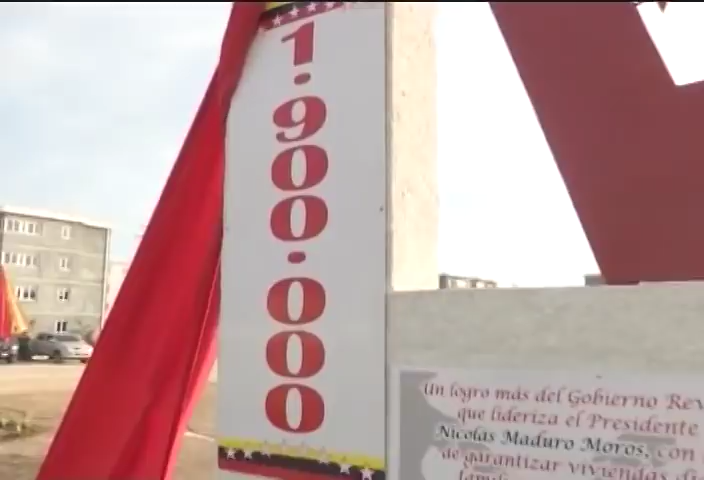 1.900.000
Un logro más del Gobierno Rev
que lideriza el Presidente
Nicolás Maduro Moros, con
de garantizar viviendas